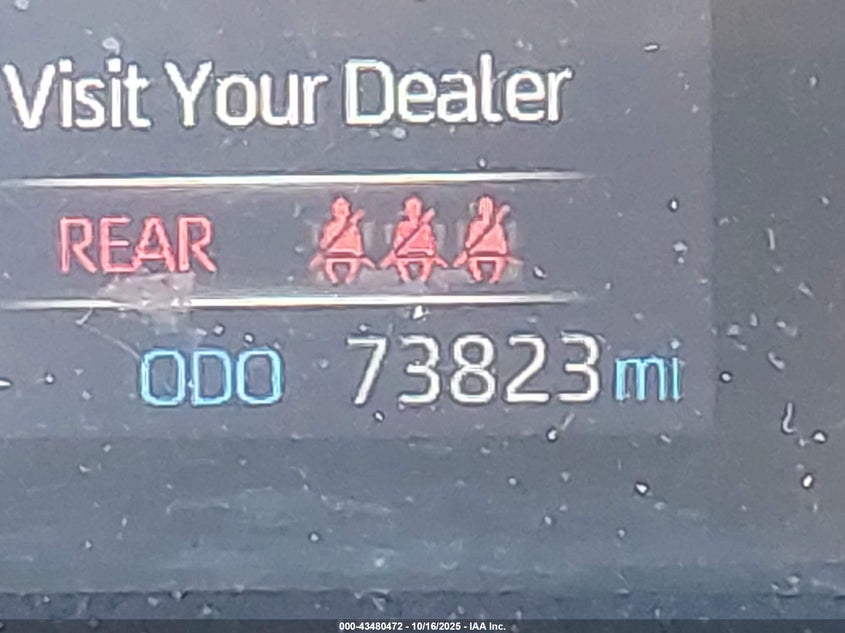 Visit Your Dealer
REAR
ODO 73823 mi
000-43480472 - 10/16/2025 - IAA Inc.